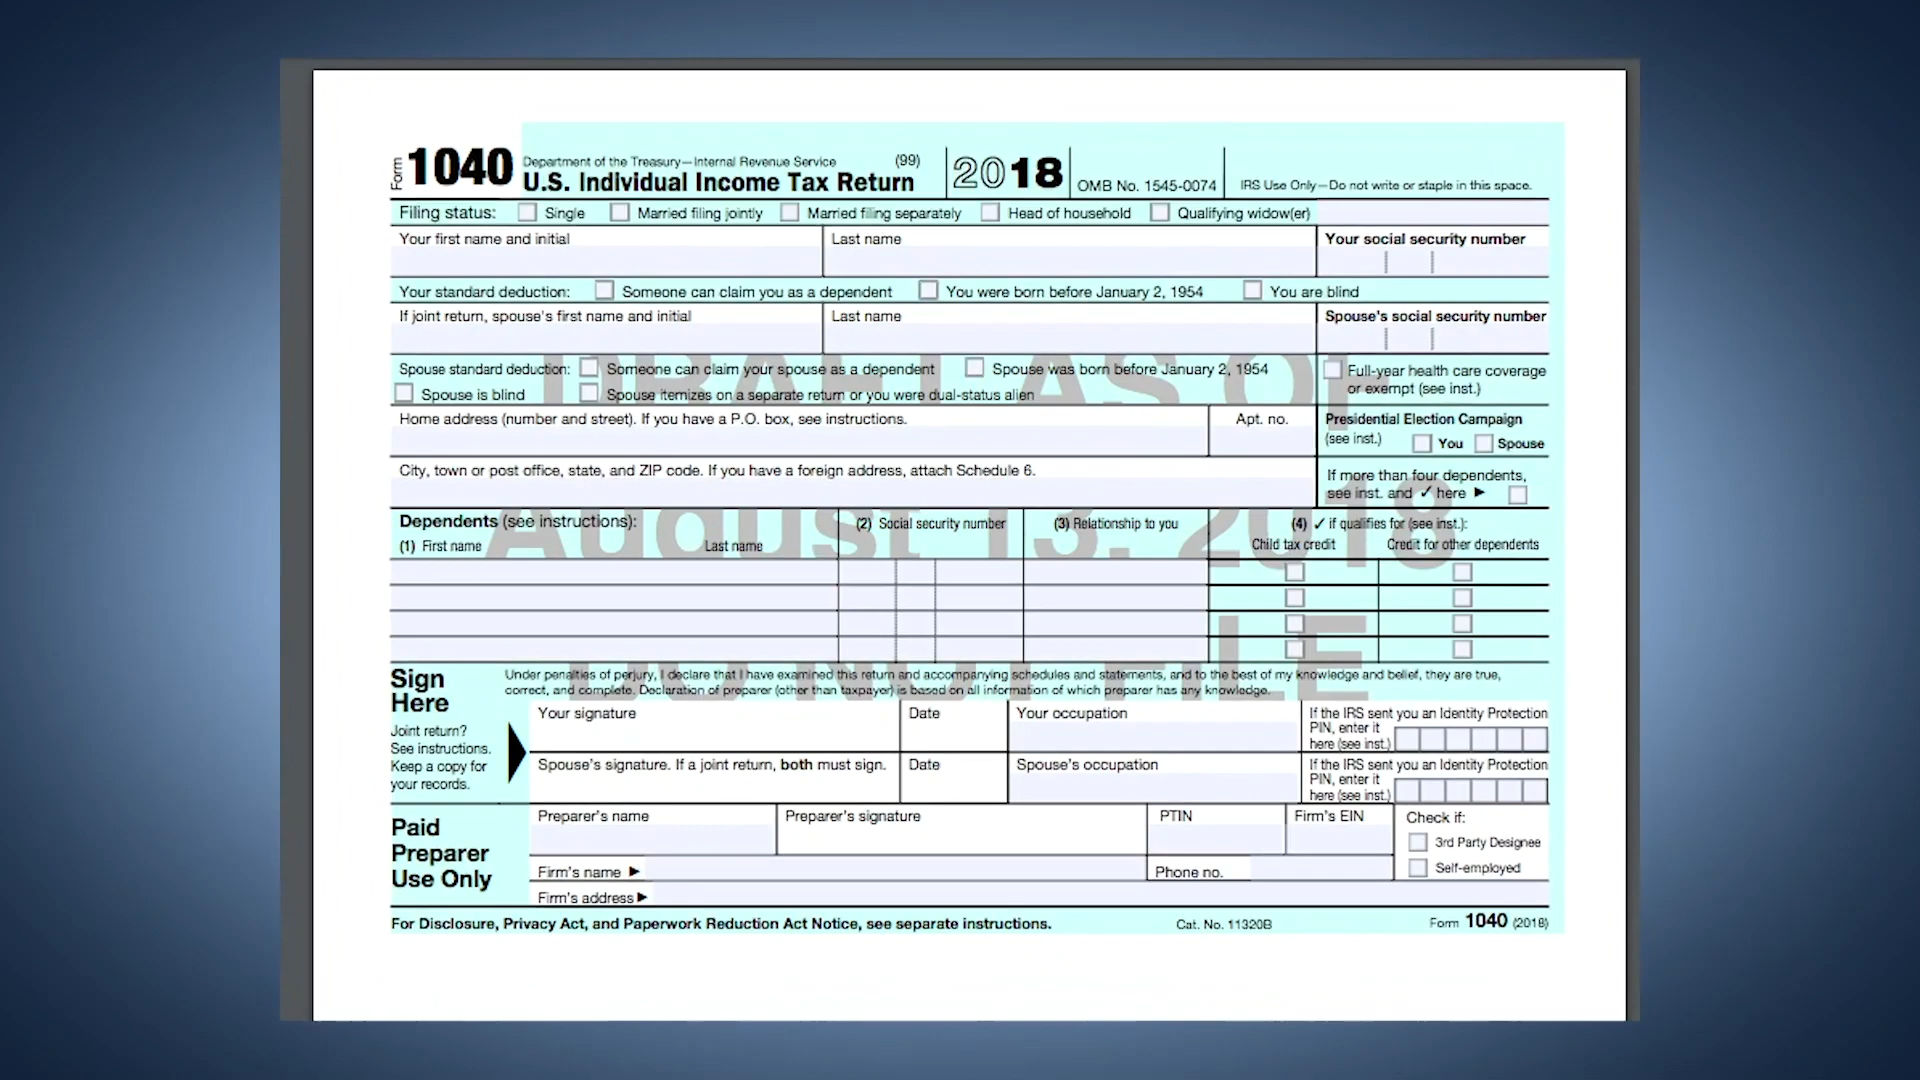 Form 1040 Department of the Treasury—Internal Revenue Service (99)
U.S. Individual Income Tax Return 2018 OMB No. 1545-0074 IRS Use Only—Do not write or staple in this space.
Filing status: Single Married filing jointly Married filing separately Head of household Qualifying widow(er)
Your first name and initial Last name Your social security number
Your standard deduction: Someone can claim you as a dependent You were born before January 2, 1954 You are blind
If joint return, spouse's first name and initial Last name Spouse's social security number
DRAFT AS OF
Spouse standard deduction: Someone can claim your spouse as a dependent Spouse was born before January 2, 1954 Full-year health care coverage
Spouse is blind Spouse itemizes on a separate return or you were dual-status alien or exempt (see inst.)
Home address (number and street). If you have a P.O. box, see instructions. Apt. no. Presidential Election Campaign
(see inst.) You Spouse
City, town or post office, state, and ZIP code. If you have a foreign address, attach Schedule 6. If more than four dependents,
see inst. and ✓ here ►
August 13, 2018
Dependents (see instructions): (2) Social security number (3) Relationship to you (4) ✓ if qualifies for (see inst.):
(1) First name Last name Child tax credit Credit for other dependents
DO NOT FILE
Sign Here
Under penalties of perjury, I declare that I have examined this return and accompanying schedules and statements, and to the best of my knowledge and belief, they are true,
correct, and complete. Declaration of preparer (other than taxpayer) is based on all information of which preparer has any knowledge.
Joint return?
See instructions.
Keep a copy for
your records.
Your signature Date Your occupation If the IRS sent you an Identity Protection
PIN, enter it
here (see inst.)
Spouse's signature. If a joint return, both must sign. Date Spouse's occupation If the IRS sent you an Identity Protection
PIN, enter it
here (see inst.)
Paid
Preparer
Use Only
Preparer's name Preparer's signature PTIN Firm's EIN Check if:
3rd Party Designee
Firm's name ► Phone no. Self-employed
Firm's address ►
For Disclosure, Privacy Act, and Paperwork Reduction Act Notice, see separate instructions. Cat. No. 11320B Form 1040 (2018)